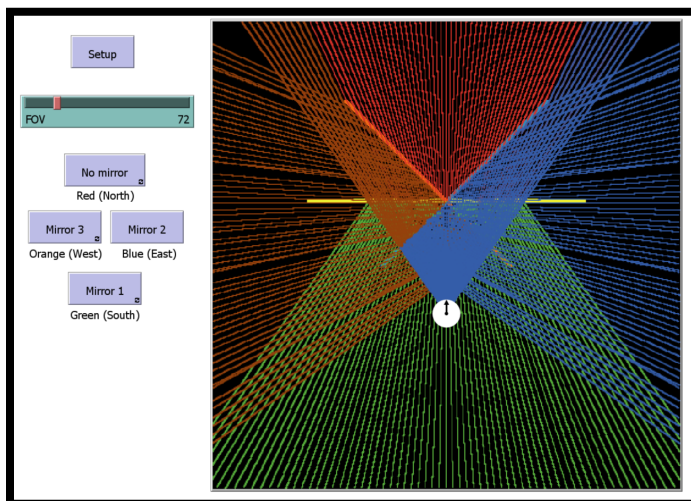 Setup
FOV 72
No mirror
Red (North)
Mirror 3 Mirror 2
Orange (West) Blue (East)
Mirror 1
Green (South)